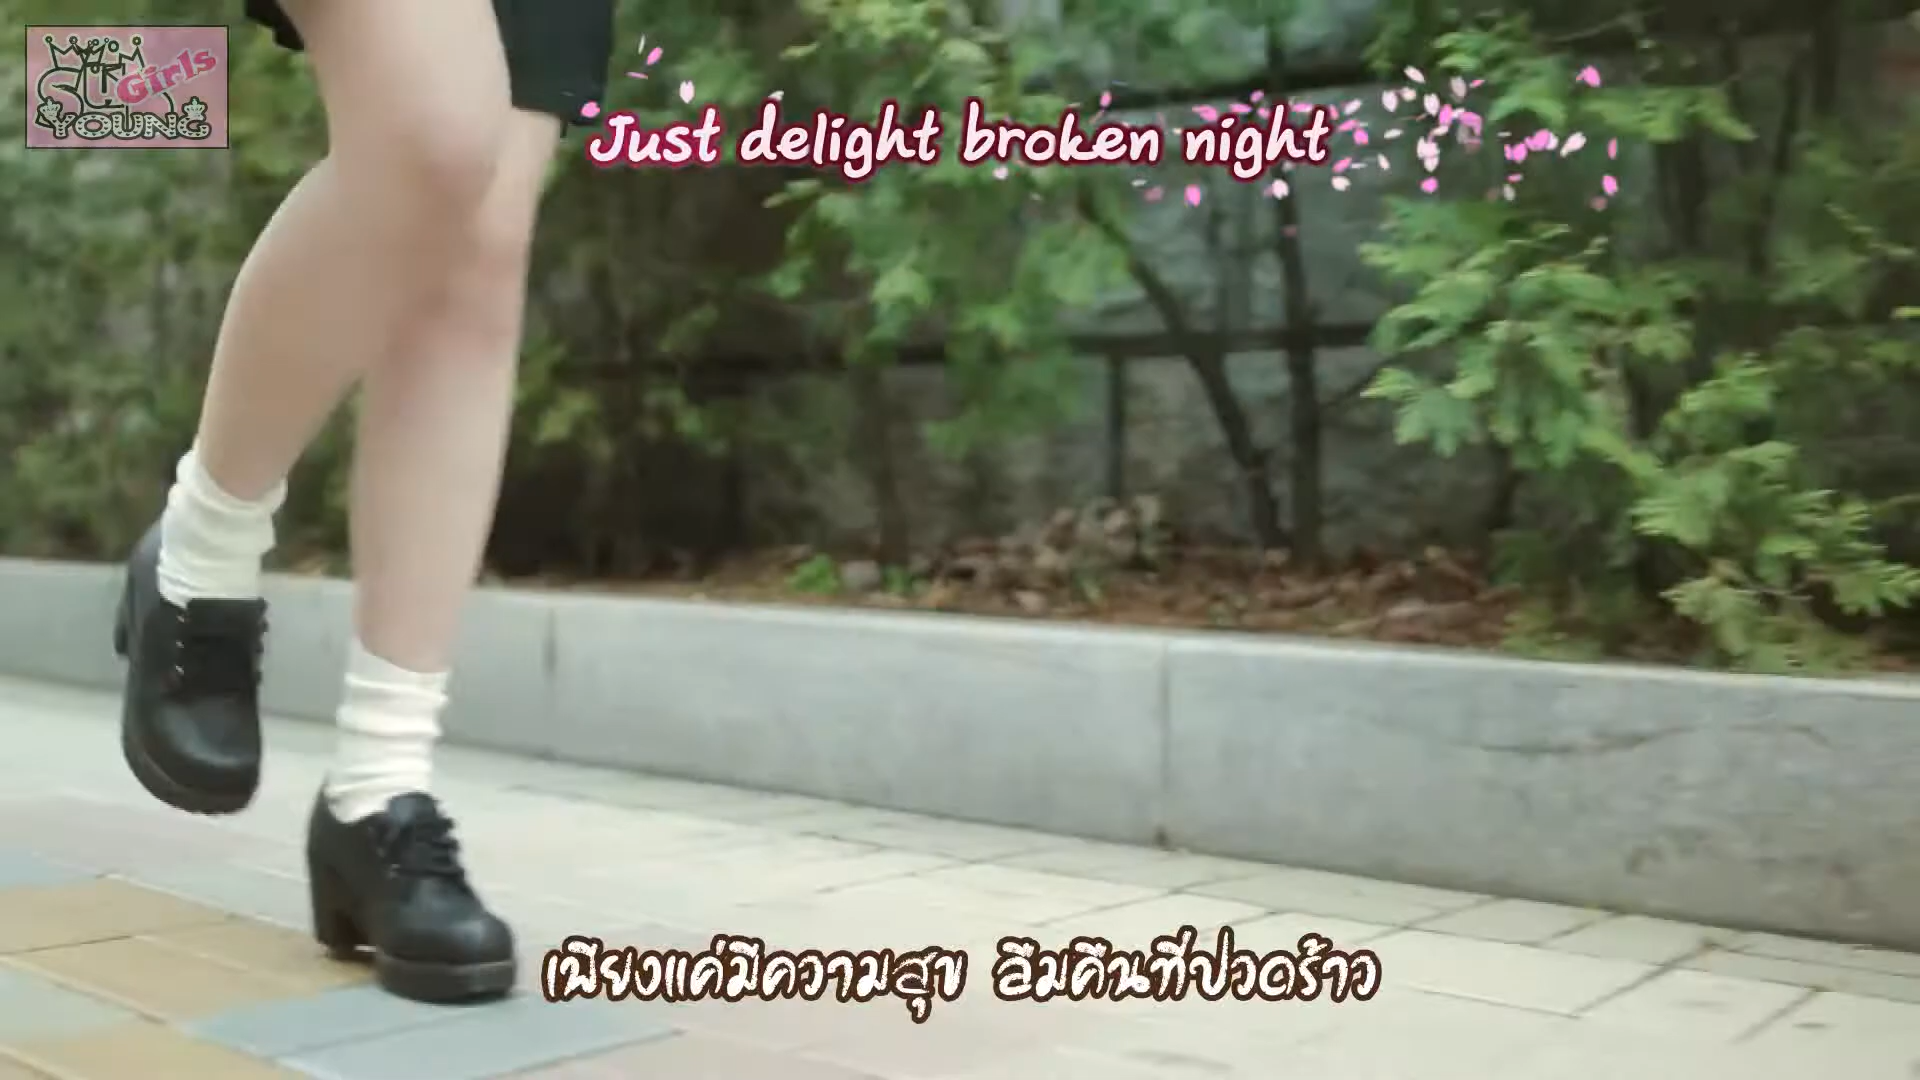 Girls
YOUNG
Just delight broken night
เพียงแค่มีความสุข ลืมคืนที่ปวดร้าว